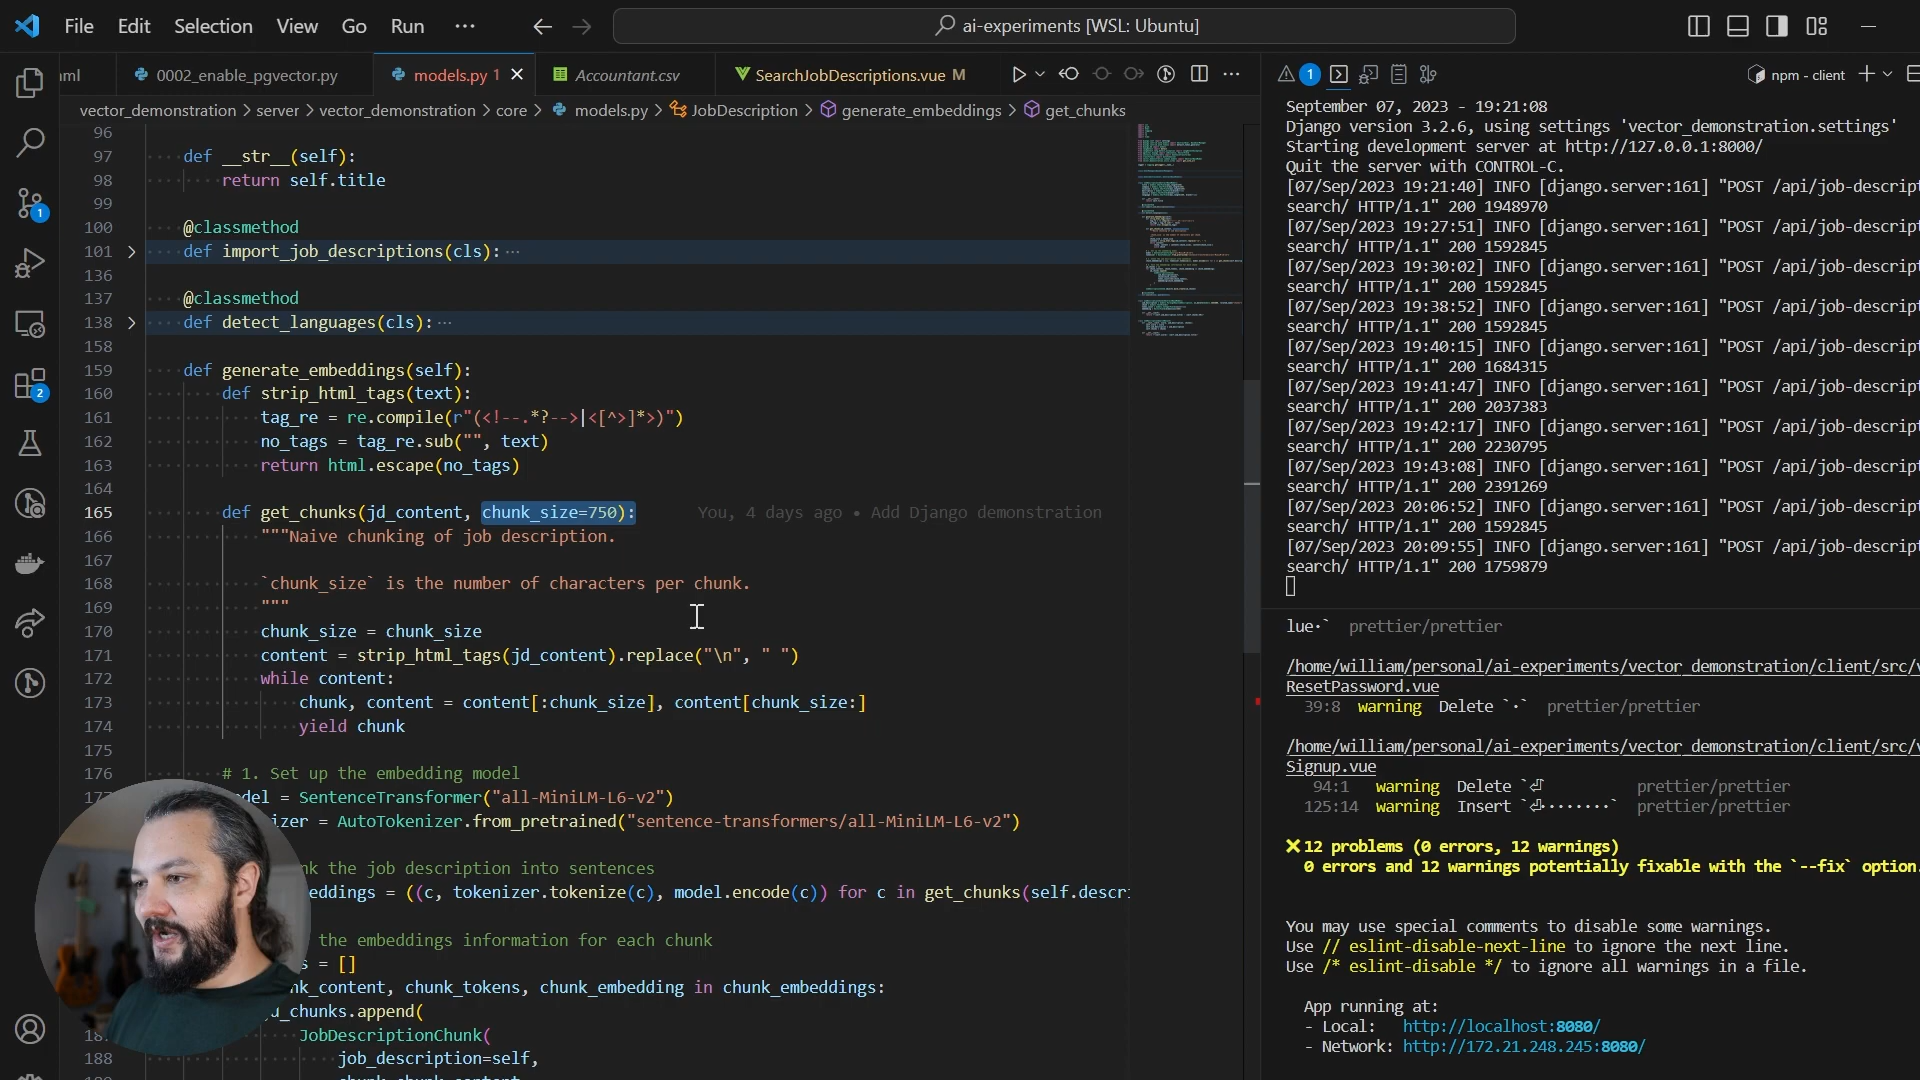 File Edit Selection View Go Run ···
ai-experiments [WSL: Ubuntu]
0002_enable_pgvector.py
models.py 1
Accountant.csv
SearchJobDescriptions.vue M
1
npm - client
vector_demonstration > server > vector_demonstration > core > models.py > JobDescription > generate_embeddings > get_chunks
96
97 def __str__(self):
98 return self.title
99
100 @classmethod
101 def import_job_descriptions(cls): ···
136
137 @classmethod
138 def detect_languages(cls): ···
158
159 def generate_embeddings(self):
160 def strip_html_tags(text):
161 tag_re = re.compile(r"(<!--.*?-->|<[^>]*>)")
162 no_tags = tag_re.sub("", text)
163 return html.escape(no_tags)
164
165 def get_chunks(jd_content, chunk_size=750): You, 4 days ago • Add Django demonstration
166 """Naive chunking of job description.
167
168 `chunk_size` is the number of characters per chunk.
169 """
170 chunk_size = chunk_size
171 content = strip_html_tags(jd_content).replace("\n", " ")
172 while content:
173 chunk, content = content[:chunk_size], content[chunk_size:]
174 yield chunk
175
176 # 1. Set up the embedding model
= SentenceTransformer("all-MiniLM-L6-v2")
= AutoTokenizer.from_pretrained("sentence-transformers/all-MiniLM-L6-v2")
the job description into sentences
= ((c, tokenizer.tokenize(c), model.encode(c)) for c in get_chunks(self.descri
the embeddings information for each chunk
= []
chunk_tokens, chunk_embedding in chunk_embeddings:
_chunks.append(
JobDescriptionChunk(
188 job_description=self,
1
2
September 07, 2023 - 19:21:08
Django version 3.2.6, using settings 'vector_demonstration.settings'
Starting development server at http://127.0.0.1:8000/
Quit the server with CONTROL-C.
[07/Sep/2023 19:21:40] INFO [django.server:161] "POST /api/job-descript
search/ HTTP/1.1" 200 1948970
[07/Sep/2023 19:27:51] INFO [django.server:161] "POST /api/job-descript
search/ HTTP/1.1" 200 1592845
[07/Sep/2023 19:30:02] INFO [django.server:161] "POST /api/job-descript
search/ HTTP/1.1" 200 1592845
[07/Sep/2023 19:38:52] INFO [django.server:161] "POST /api/job-descript
search/ HTTP/1.1" 200 1592845
[07/Sep/2023 19:40:15] INFO [django.server:161] "POST /api/job-descript
search/ HTTP/1.1" 200 1684315
[07/Sep/2023 19:41:47] INFO [django.server:161] "POST /api/job-descript
search/ HTTP/1.1" 200 2037383
[07/Sep/2023 19:42:17] INFO [django.server:161] "POST /api/job-descript
search/ HTTP/1.1" 200 2230795
[07/Sep/2023 19:43:08] INFO [django.server:161] "POST /api/job-descript
search/ HTTP/1.1" 200 2391269
[07/Sep/2023 20:06:52] INFO [django.server:161] "POST /api/job-descript
search/ HTTP/1.1" 200 1592845
[07/Sep/2023 20:09:55] INFO [django.server:161] "POST /api/job-descript
search/ HTTP/1.1" 200 1759879
lue·` prettier/prettier
/home/william/personal/ai-experiments/vector_demonstration/client/src/v
ResetPassword.vue
39:8 warning Delete `·` prettier/prettier
/home/william/personal/ai-experiments/vector_demonstration/client/src/v
Signup.vue
94:1 warning Delete `⏎ prettier/prettier
125:14 warning Insert `⏎········` prettier/prettier
✖ 12 problems (0 errors, 12 warnings)
0 errors and 12 warnings potentially fixable with the `--fix` option.
You may use special comments to disable some warnings.
Use // eslint-disable-next-line to ignore the next line.
Use /* eslint-disable */ to ignore all warnings in a file.
App running at:
- Local: http://localhost:8080/
- Network: http://172.21.248.245:8080/